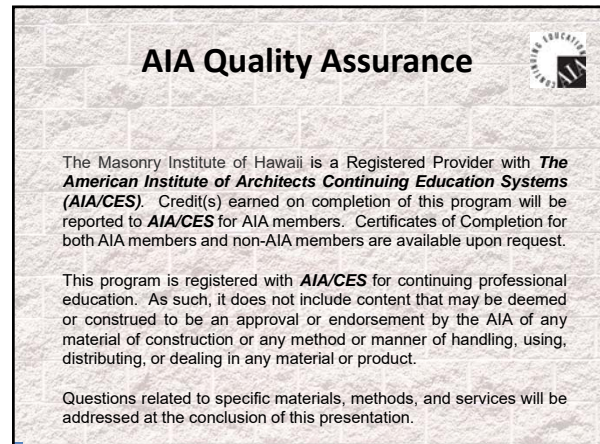 AIA Quality Assurance
CONTINUING EDUCATION
AIA
The Masonry Institute of Hawaii is a Registered Provider with The
American Institute of Architects Continuing Education Systems
(AIA/CES). Credit(s) earned on completion of this program will be
reported to AIA/CES for AIA members. Certificates of Completion for
both AIA members and non-AIA members are available upon request.
This program is registered with AIA/CES for continuing professional
education. As such, it does not include content that may be deemed
or construed to be an approval or endorsement by the AIA of any
material of construction or any method or manner of handling, using,
distributing, or dealing in any material or product.
Questions related to specific materials, methods, and services will be
addressed at the conclusion of this presentation.